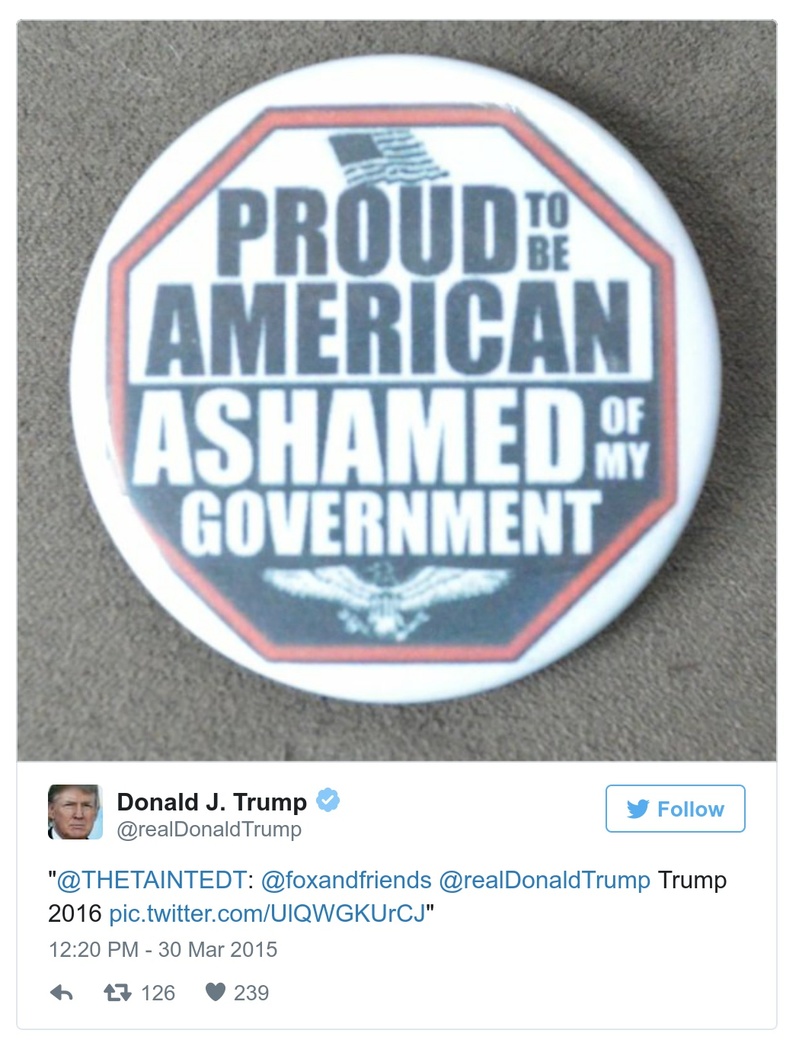 PROUD TO BE
AMERICAN
ASHAMED OF MY
GOVERNMENT
Donald J. Trump
@realDonaldTrump
Follow
"@THETAINTEDT: @foxandfriends @realDonaldTrump Trump
2016 pic.twitter.com/UlQWGKUrCJ"
12:20 PM - 30 Mar 2015
126 239